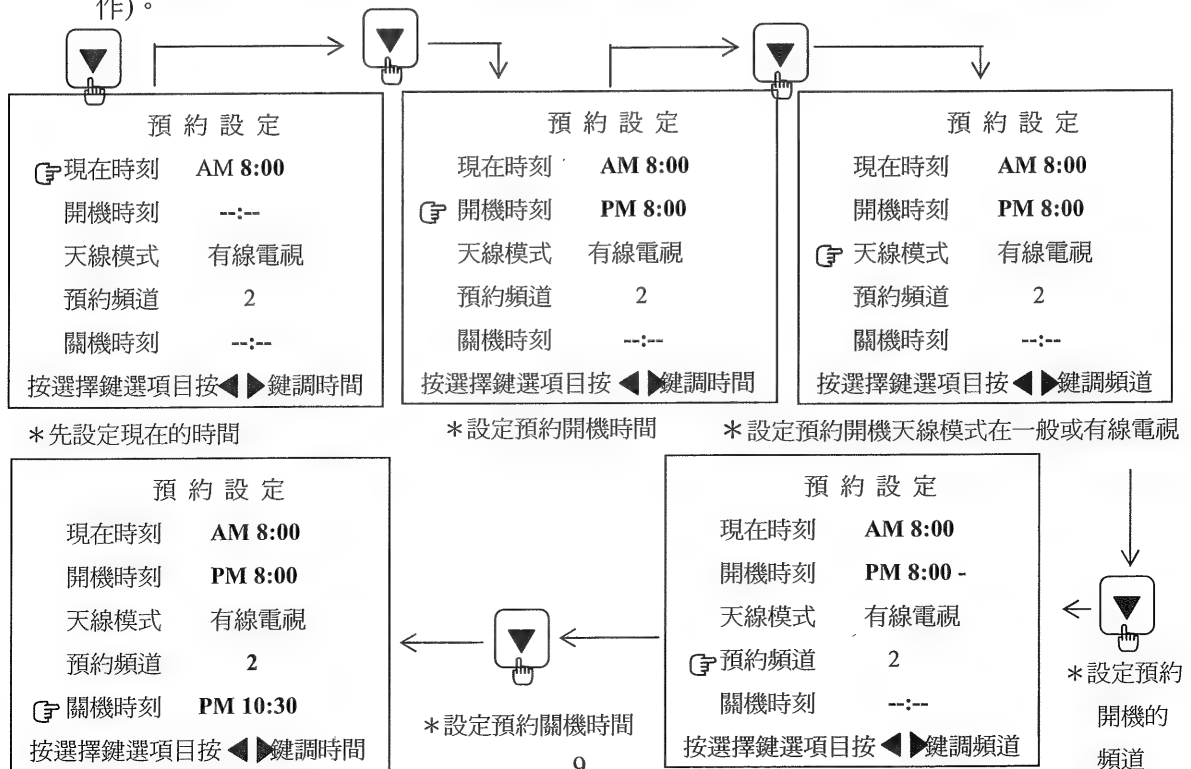 作)。
預約設定
現在時刻 AM 8:00
開機時刻 --:--
天線模式 有線電視
預約頻道 2
關機時刻 --:--
按選擇鍵選項目按◀▶鍵調時間
＊先設定現在的時間
預約設定
現在時刻 AM 8:00
開機時刻 PM 8:00
天線模式 有線電視
預約頻道 2
關機時刻 --:--
按選擇鍵選項目按◀▶鍵調時間
＊設定預約開機時間
預約設定
現在時刻 AM 8:00
開機時刻 PM 8:00
天線模式 有線電視
預約頻道 2
關機時刻 --:--
按選擇鍵選項目按◀▶鍵調頻道
＊設定預約開機天線模式在一般或有線電視
＊設定預約
開機的
頻道
預約設定
現在時刻 AM 8:00
開機時刻 PM 8:00 -
天線模式 有線電視
預約頻道 2
關機時刻 --:--
按選擇鍵選項目按◀▶鍵調頻道
＊設定預約關機時間
預約設定
現在時刻 AM 8:00
開機時刻 PM 8:00
天線模式 有線電視
預約頻道 2
關機時刻 PM 10:30
按選擇鍵選項目按◀▶鍵調時間
9